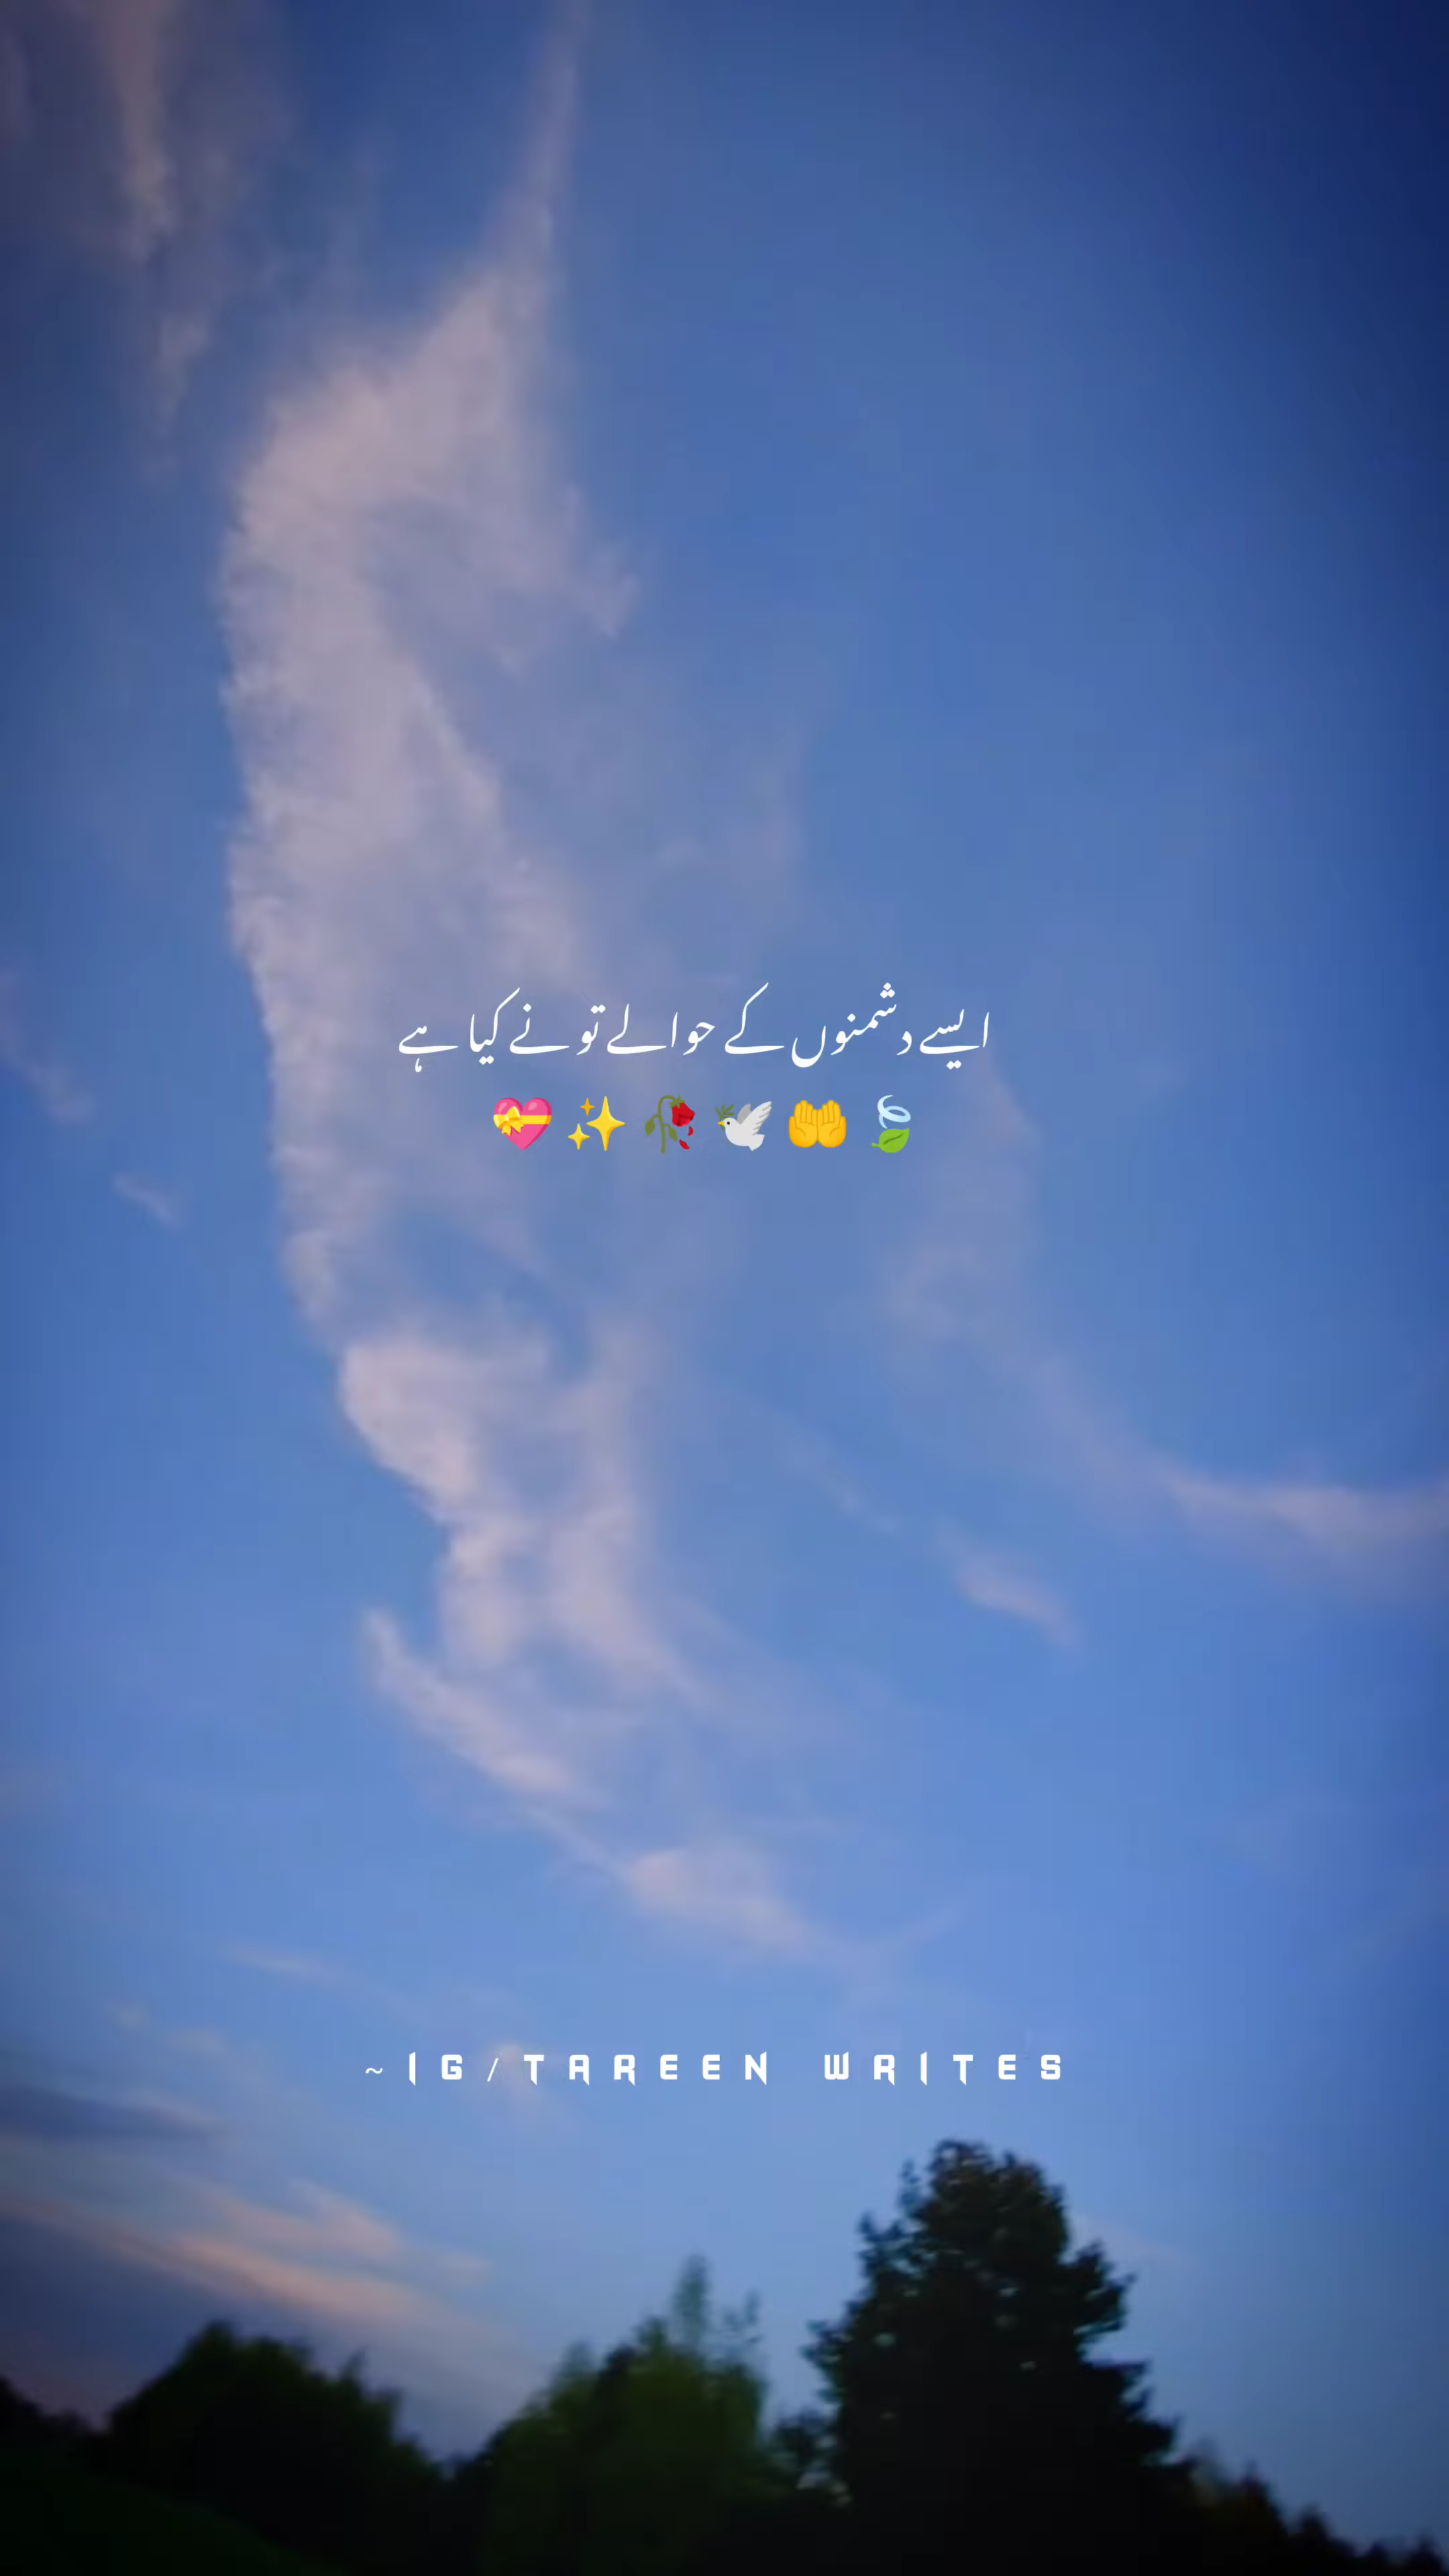 ایسے دشمنوں کے حوالے تو نے کیا ہے
💝✨🥀🕊️🤲🍃
~IG/TAREEN WRITES